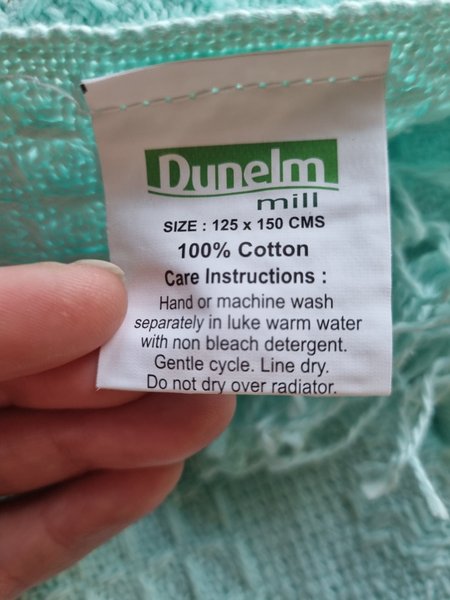 Dunelm
mill
SIZE : 125 x 150 CMS
100% Cotton
Care Instructions :
Hand or machine wash
separately in luke warm water
with non bleach detergent.
Gentle cycle. Line dry.
Do not dry over radiator.